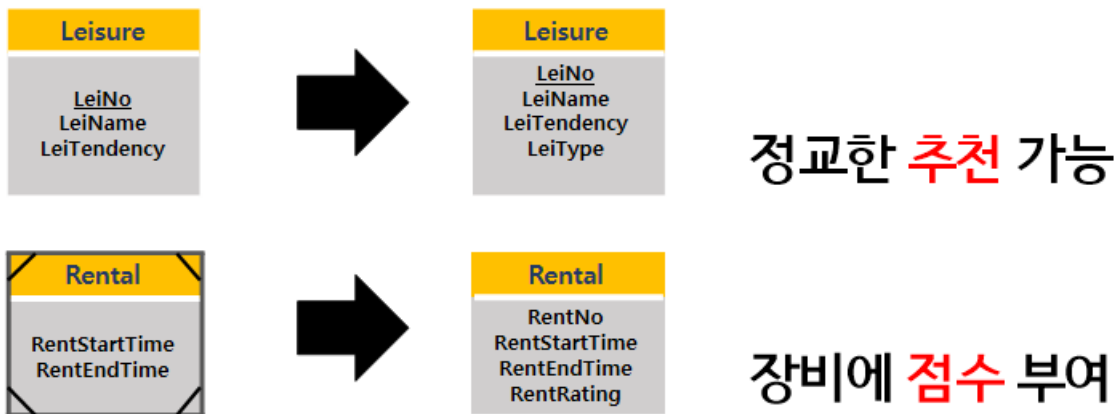 Leisure
LeiNo
LeiName
LeiTendency
Leisure
LeiNo
LeiName
LeiTendency
LeiType
정교한 추천 가능
Rental
RentStartTime
RentEndTime
Rental
RentNo
RentStartTime
RentEndTime
RentRating
장비에 점수 부여